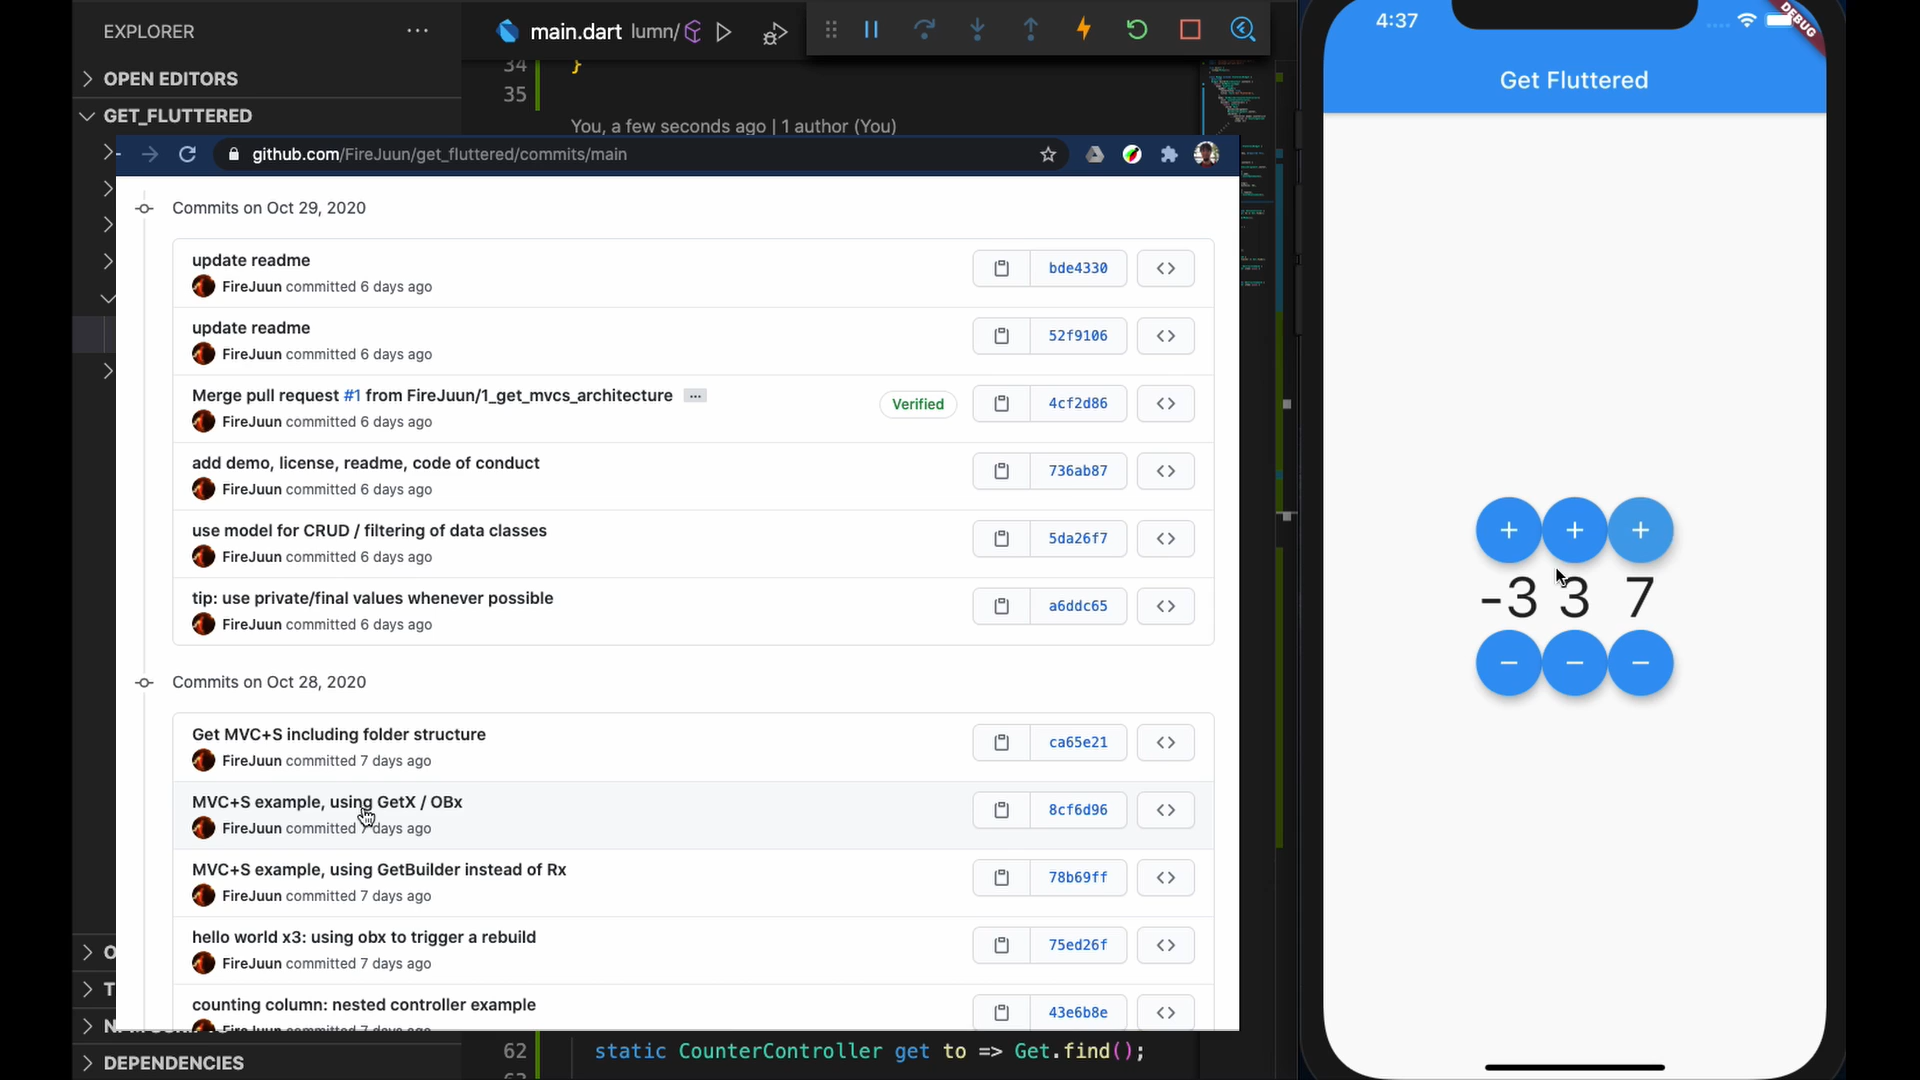 EXPLORER
...
OPEN EDITORS
GET_FLUTTERED
main.dart lumn/
34 }
35
You, a few seconds ago | 1 author (You)
github.com/FireJuun/get_fluttered/commits/main
Commits on Oct 29, 2020
update readme
FireJuun committed 6 days ago
bde4330
update readme
FireJuun committed 6 days ago
52f9106
Merge pull request #1 from FireJuun/1_get_mvcs_architecture ...
FireJuun committed 6 days ago
Verified
4cf2d86
add demo, license, readme, code of conduct
FireJuun committed 6 days ago
736ab87
use model for CRUD / filtering of data classes
FireJuun committed 6 days ago
5da26f7
tip: use private/final values whenever possible
FireJuun committed 6 days ago
a6ddc65
Commits on Oct 28, 2020
Get MVC+S including folder structure
FireJuun committed 7 days ago
ca65e21
MVC+S example, using GetX / OBx
FireJuun committed 7 days ago
8cf6d96
MVC+S example, using GetBuilder instead of Rx
FireJuun committed 7 days ago
78b69ff
hello world x3: using obx to trigger a rebuild
FireJuun committed 7 days ago
75ed26f
counting column: nested controller example
FireJuun committed 7 days ago
43e6b8e
O
T
DEPENDENCIES
62 static CounterController get to => Get.find();
4:37
DEBUG
Get Fluttered
+ + +
-3 3 7
− − −